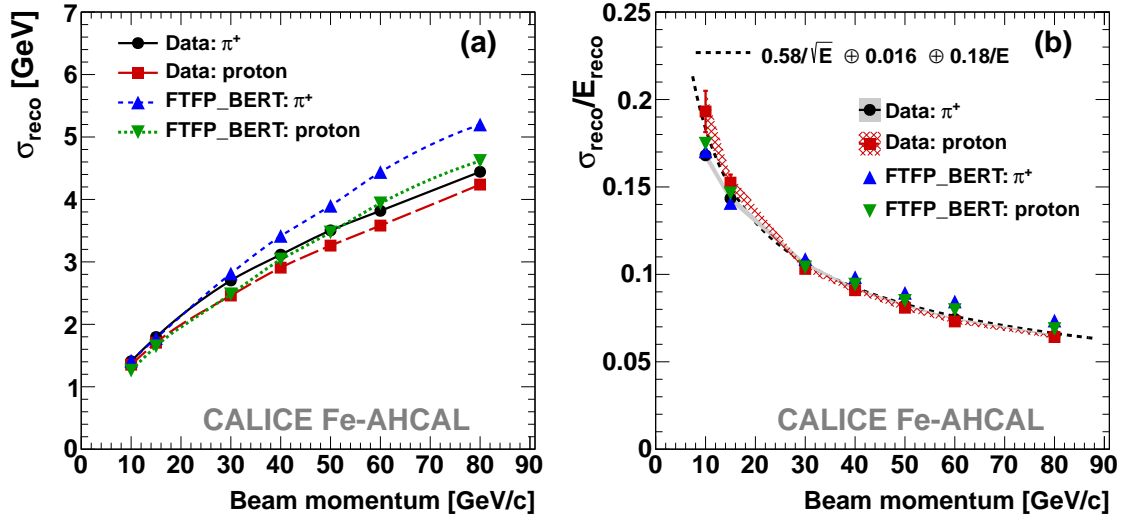 (a)
Data: π⁺
Data: proton
FTFP_BERT: π⁺
FTFP_BERT: proton
σreco [GeV]
7
6
5
4
3
2
1
0
CALICE Fe-AHCAL
0 10 20 30 40 50 60 70 80 90
Beam momentum [GeV/c]
(b)
0.58/√E ⊕ 0.016 ⊕ 0.18/E
Data: π⁺
Data: proton
FTFP_BERT: π⁺
FTFP_BERT: proton
σreco/Ereco
0.25
0.2
0.15
0.1
0.05
0
CALICE Fe-AHCAL
0 10 20 30 40 50 60 70 80 90
Beam momentum [GeV/c]